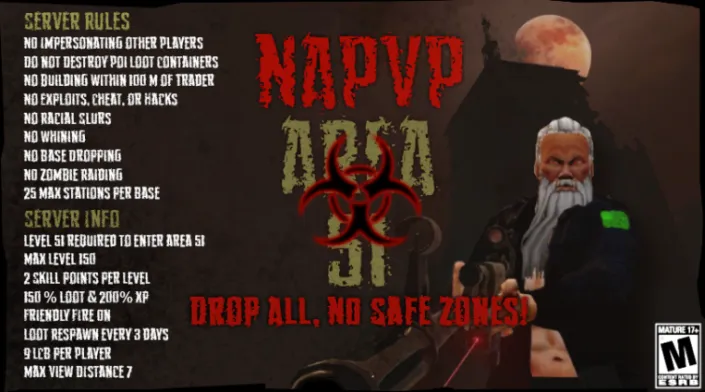 SERVER RULES
NO IMPERSONATING OTHER PLAYERS
DO NOT DESTROY POI LOOT CONTAINERS
NO BUILDING WITHIN 100 M OF TRADER
NO EXPLOITS, CHEAT, OR HACKS
NO RACIAL SLURS
NO WHINING
NO BASE DROPPING
NO ZOMBIE RAIDING
25 MAX STATIONS PER BASE
SERVER INFO
LEVEL 51 REQUIRED TO ENTER AREA 51
MAX LEVEL 150
2 SKILL POINTS PER LEVEL
150 % LOOT & 200% XP
FRIENDLY FIRE ON
LOOT RESPAWN EVERY 3 DAYS
9 LCB PER PLAYER
MAX VIEW DISTANCE 7
NAPVP
AREA
51
DROP ALL, NO SAFE ZONES!
MATURE 17+
M
CONTENT RATED BY
ESRB